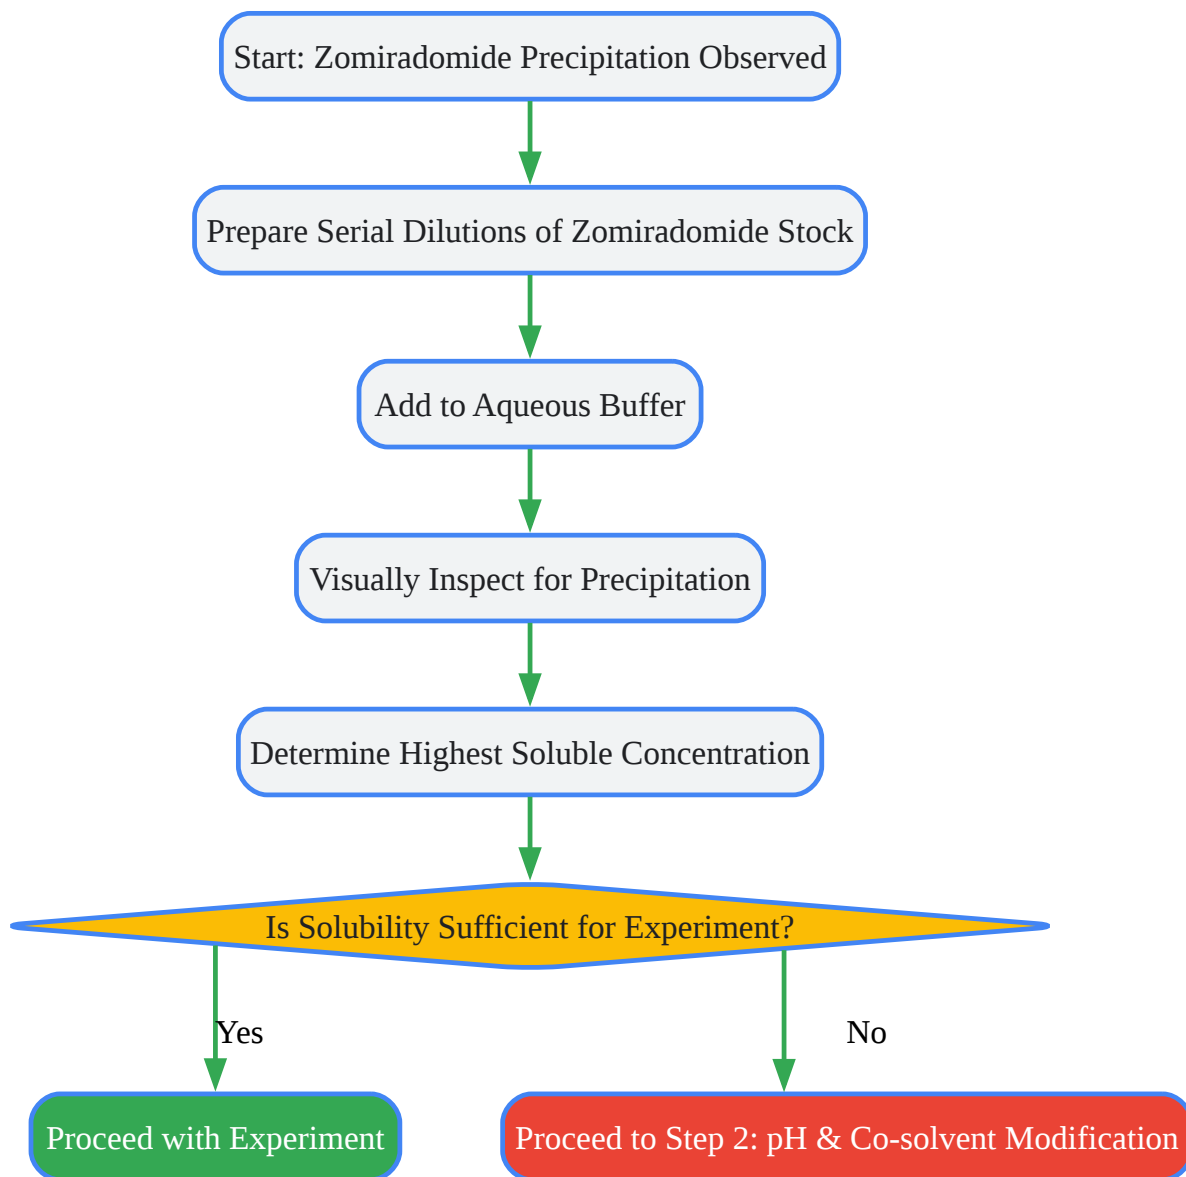 Start: Zomiradomide Precipitation Observed
Prepare Serial Dilutions of Zomiradomide Stock
Add to Aqueous Buffer
Visually Inspect for Precipitation
Determine Highest Soluble Concentration
Is Solubility Sufficient for Experiment?
Yes
No
Proceed with Experiment
Proceed to Step 2: pH & Co-solvent Modification